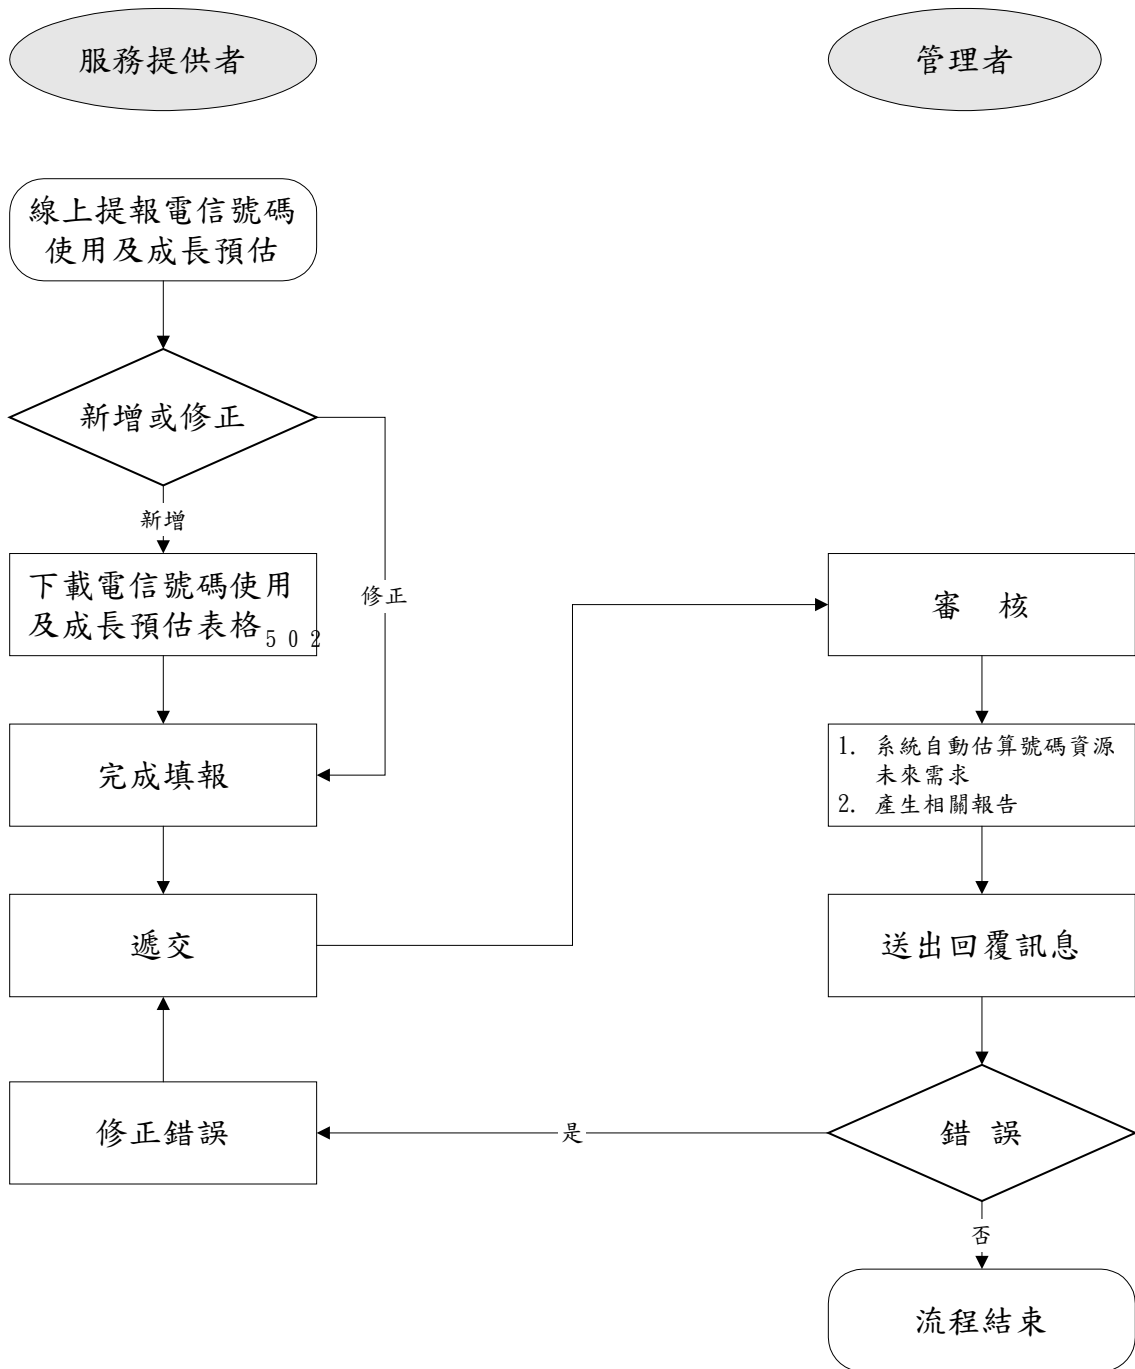 服務提供者
管理者
線上提報電信號碼
使用及成長預估
新增或修正
新增
修正
下載電信號碼使用
及成長預估表格502
完成填報
遞交
修正錯誤
審 核
1. 系統自動估算號碼資源
未來需求
2. 產生相關報告
送出回覆訊息
錯 誤
是
否
流程結束